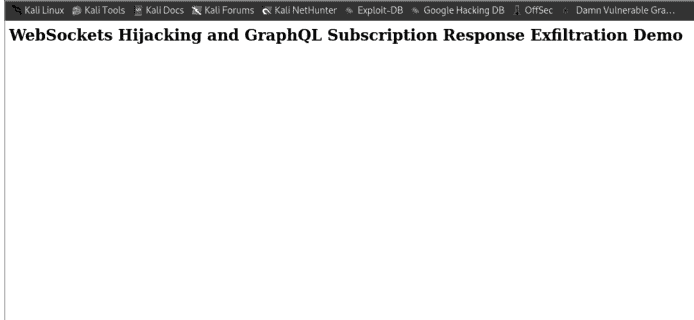 Kali Linux Kali Tools Kali Docs Kali Forums Kali NetHunter Exploit-DB Google Hacking DB OffSec Damn Vulnerable Gra...
WebSockets Hijacking and GraphQL Subscription Response Exfiltration Demo